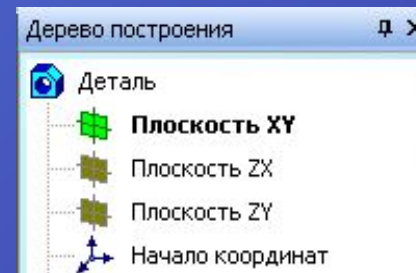 Дерево построения
Деталь
Плоскость XY
Плоскость ZX
Плоскость ZY
Начало координат